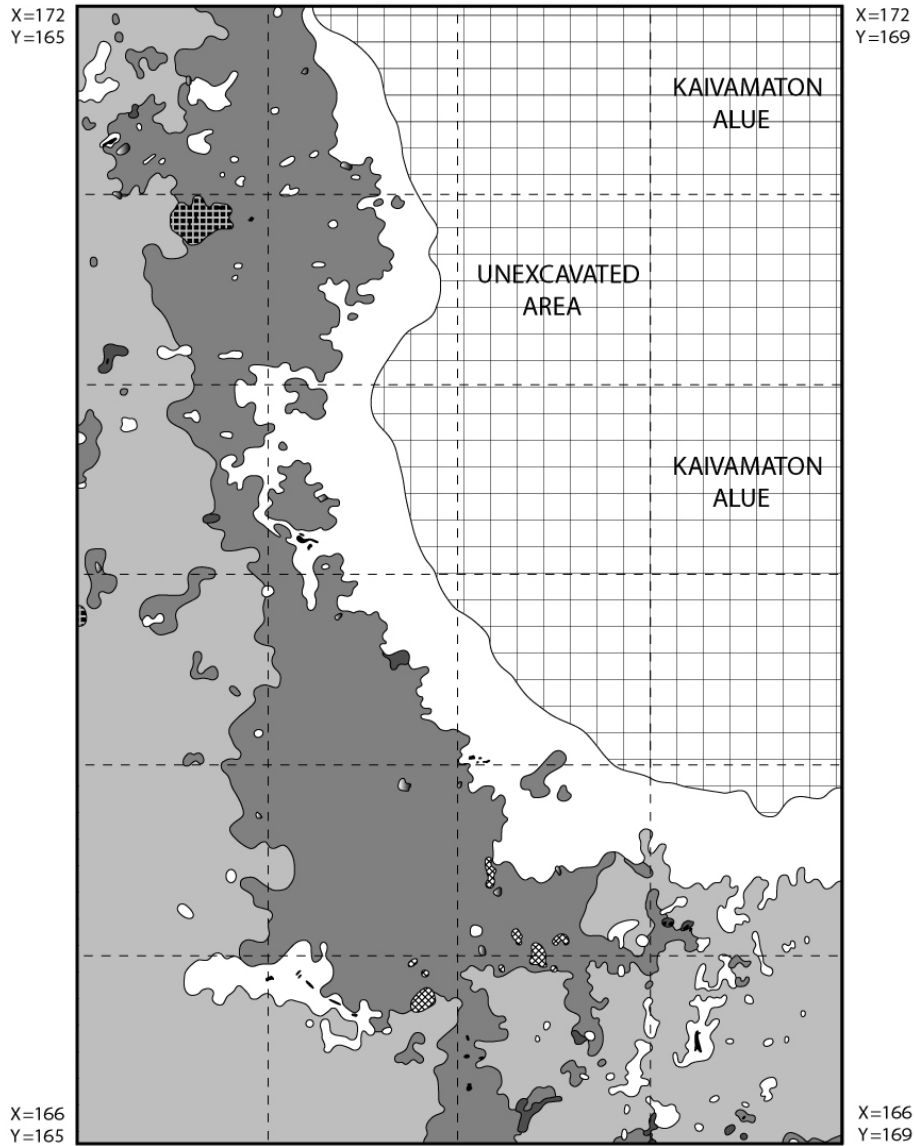 X=172
Y=165
X=172
Y=169
KAIVAMATON
ALUE
UNEXCAVATED
AREA
KAIVAMATON
ALUE
X=166
Y=165
X=166
Y=169